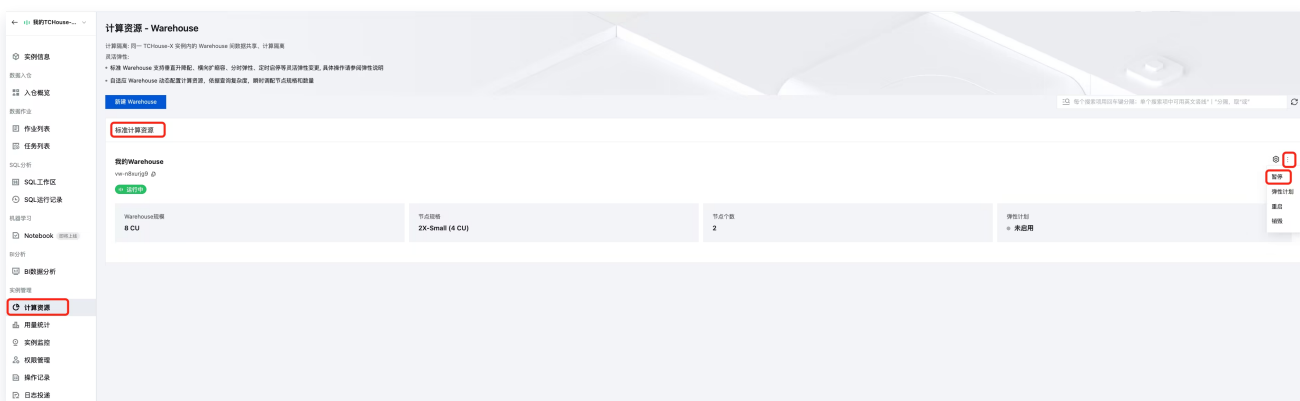 我的TCHouse-...
计算资源 - Warehouse
计算隔离: 同一 TCHouse-X 实例内的 Warehouse 间数据共享、计算隔离
灵活弹性:
• 标准 Warehouse 支持垂直升降配、横向扩缩容、分时弹性、定时启停等灵活弹性变更, 具体操作请参阅弹性说明
• 自适应 Warehouse 动态配置计算资源，依据查询复杂度，瞬时调配节点规格和数量
新建 Warehouse
实例信息
数据入仓
入仓概览
数据作业
作业列表
任务列表
SQL分析
SQL工作区
SQL运行记录
机器学习
Notebook
BI分析
BI数据分析
实例管理
计算资源
用量统计
实例监控
权限管理
操作记录
日志投递
标准计算资源
我的Warehouse
vw-n8xurjg9
运行中
Warehouse规模
8 CU
节点规格
2X-Small (4 CU)
节点个数
2
弹性计划
未启用
暂停
弹性计划
重启
销毁